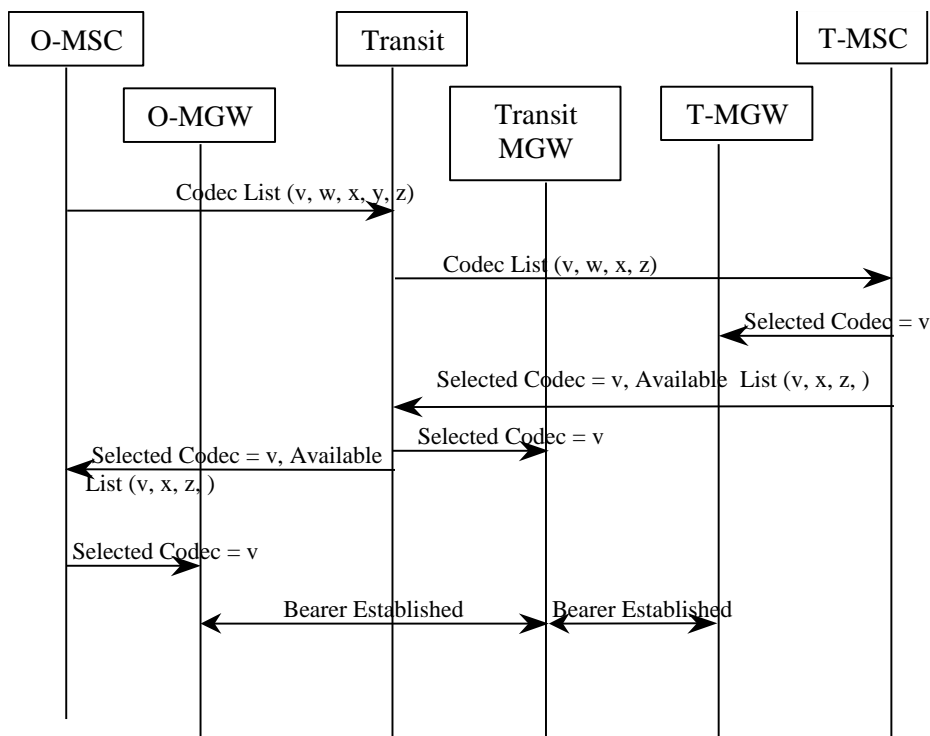 O-MSC
Transit
T-MSC
O-MGW
Transit
MGW
T-MGW
Codec List (v, w, x, y, z)
Codec List (v, w, x, z)
Selected Codec = v
Selected Codec = v, Available List (v, x, z, )
Selected Codec = v
Selected Codec = v, Available
List (v, x, z, )
Selected Codec = v
Bearer Established
Bearer Established